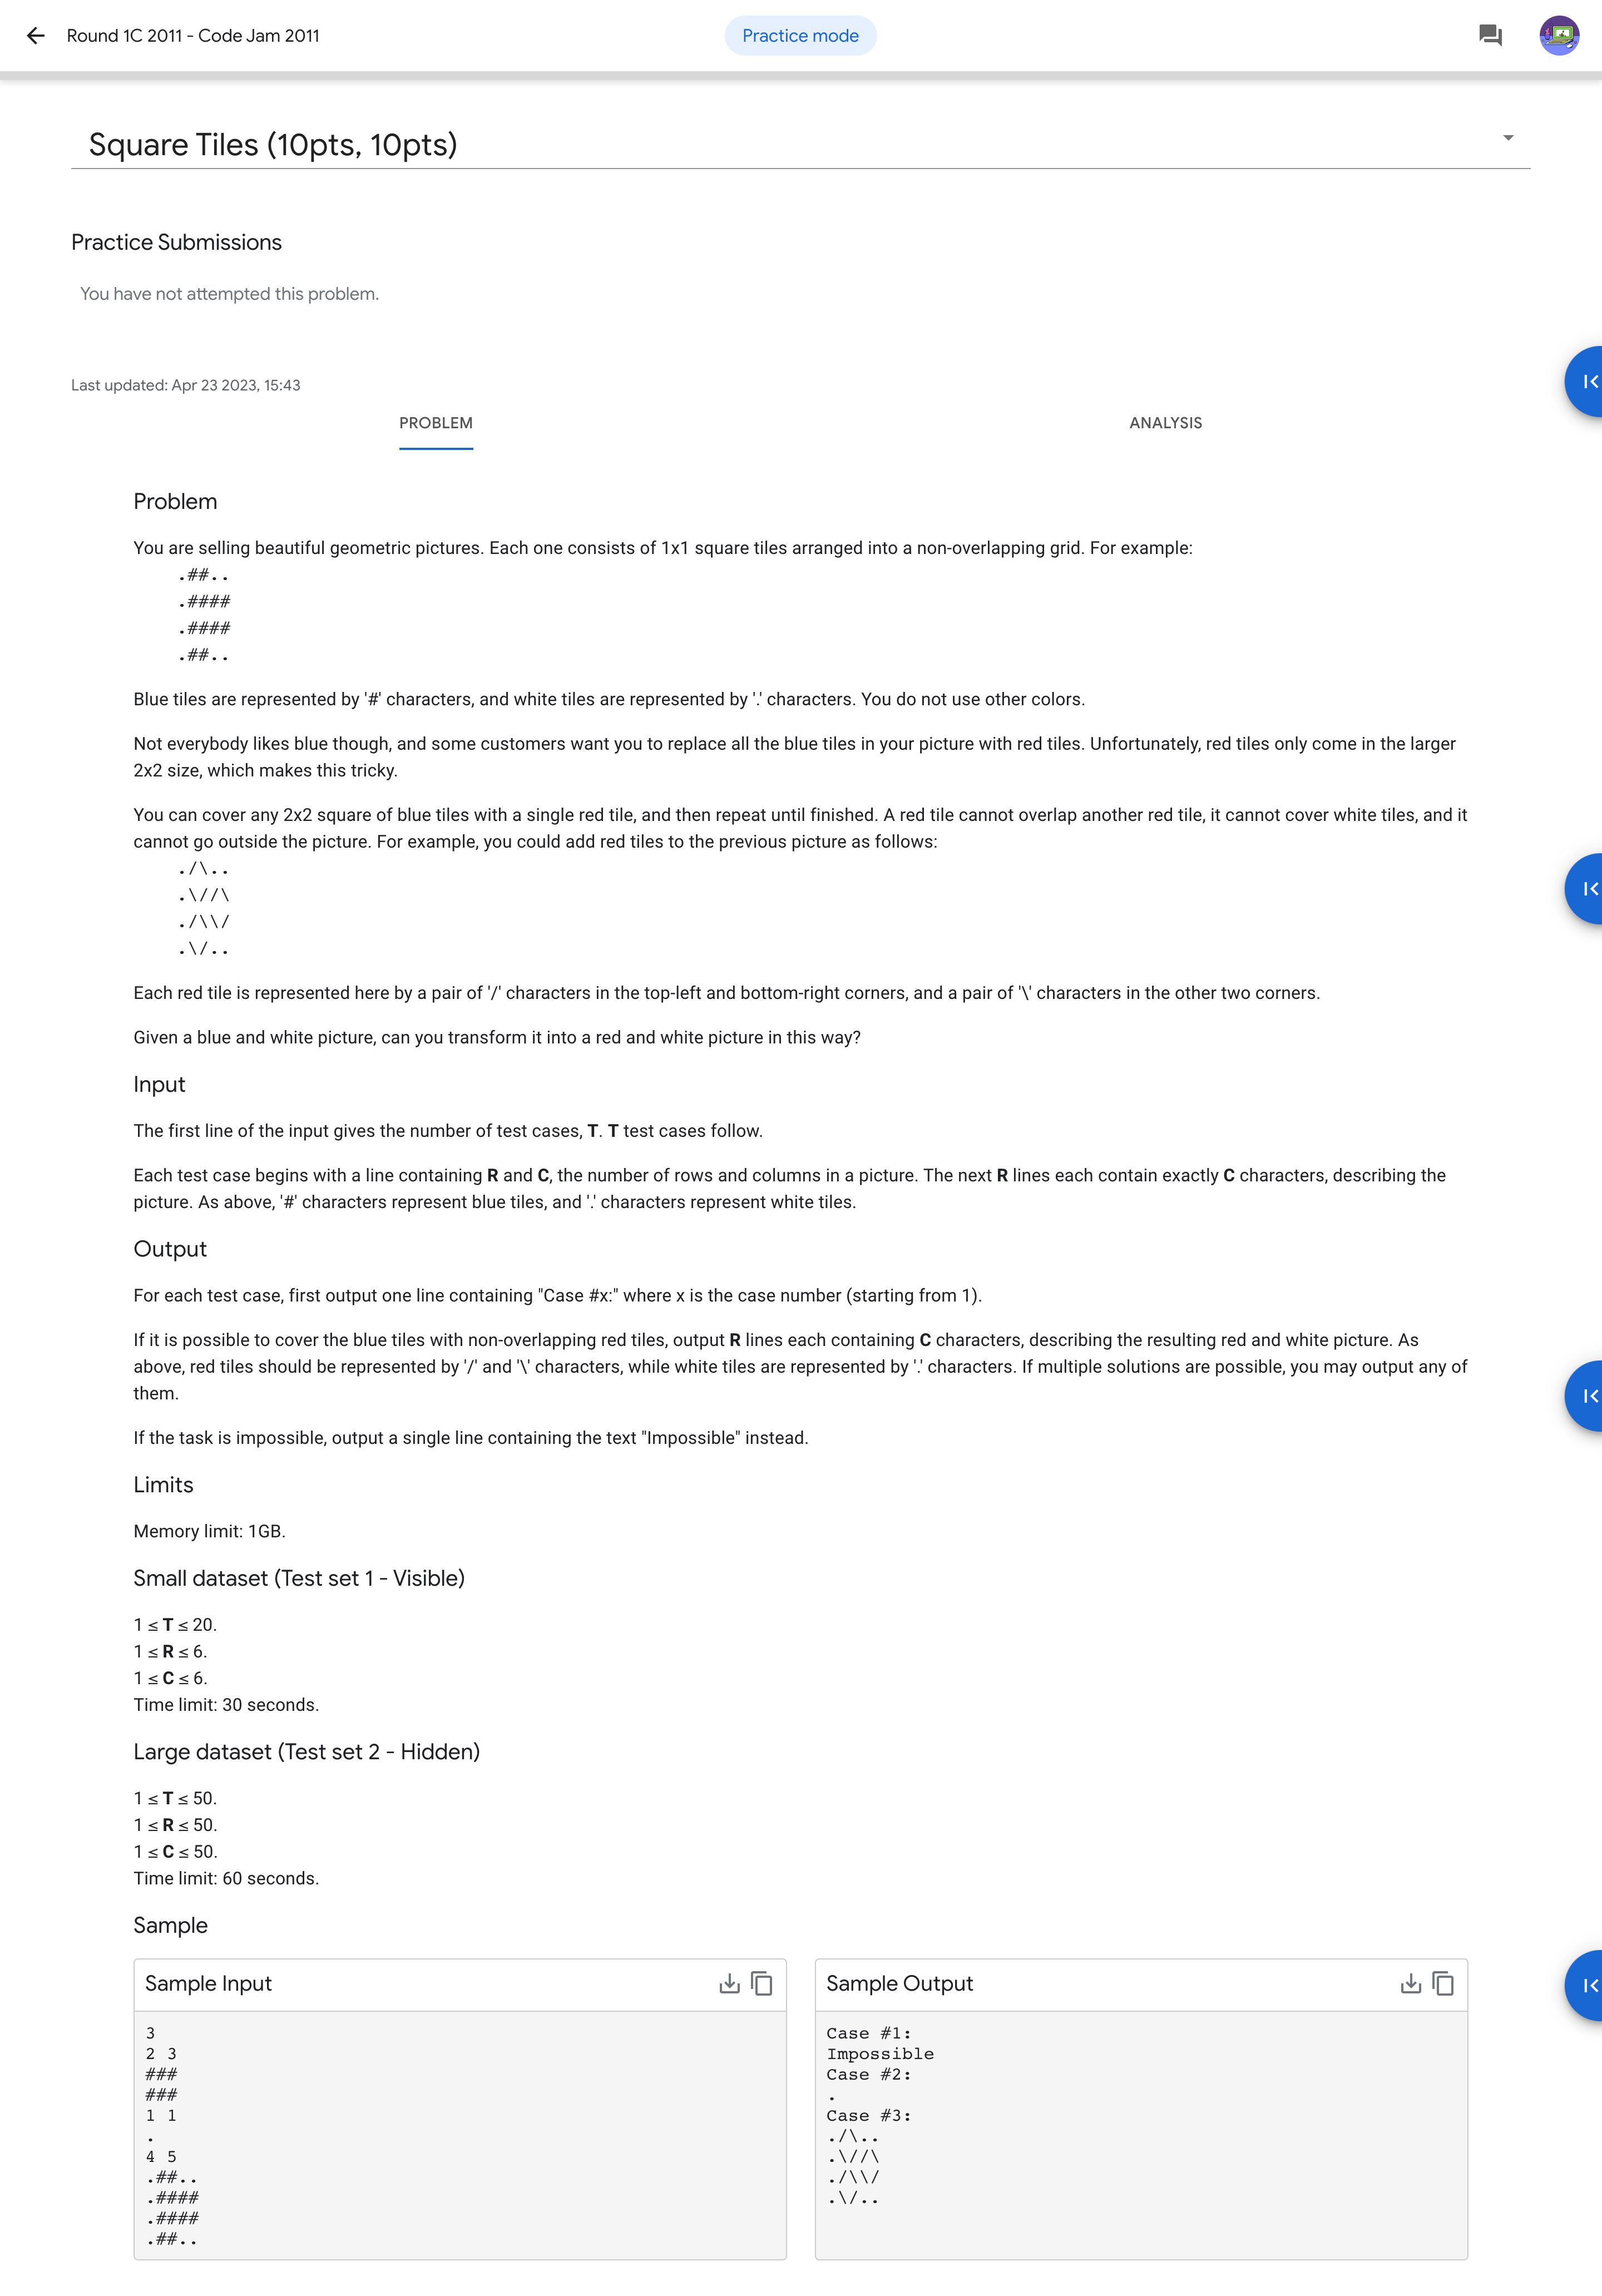 Round 1C 2011 - Code Jam 2011
Practice mode
Square Tiles (10pts, 10pts)
Practice Submissions
You have not attempted this problem.
Last updated: Apr 23 2023, 15:43
PROBLEM
ANALYSIS
Problem
You are selling beautiful geometric pictures. Each one consists of 1x1 square tiles arranged into a non-overlapping grid. For example:
.##..
.####
.####
.##..
Blue tiles are represented by '#' characters, and white tiles are represented by '.' characters. You do not use other colors.
Not everybody likes blue though, and some customers want you to replace all the blue tiles in your picture with red tiles. Unfortunately, red tiles only come in the larger
2x2 size, which makes this tricky.
You can cover any 2x2 square of blue tiles with a single red tile, and then repeat until finished. A red tile cannot overlap another red tile, it cannot cover white tiles, and it
cannot go outside the picture. For example, you could add red tiles to the previous picture as follows:
./\..
.\//\
./\\/
.\/..
Each red tile is represented here by a pair of '/' characters in the top-left and bottom-right corners, and a pair of '\' characters in the other two corners.
Given a blue and white picture, can you transform it into a red and white picture in this way?
Input
The first line of the input gives the number of test cases, T. T test cases follow.
Each test case begins with a line containing R and C, the number of rows and columns in a picture. The next R lines each contain exactly C characters, describing the
picture. As above, '#' characters represent blue tiles, and '.' characters represent white tiles.
Output
For each test case, first output one line containing "Case #x:" where x is the case number (starting from 1).
If it is possible to cover the blue tiles with non-overlapping red tiles, output R lines each containing C characters, describing the resulting red and white picture. As
above, red tiles should be represented by '/' and '\' characters, while white tiles are represented by '.' characters. If multiple solutions are possible, you may output any of
them.
If the task is impossible, output a single line containing the text "Impossible" instead.
Limits
Memory limit: 1GB.
Small dataset (Test set 1 - Visible)
1 ≤ T ≤ 20.
1 ≤ R ≤ 6.
1 ≤ C ≤ 6.
Time limit: 30 seconds.
Large dataset (Test set 2 - Hidden)
1 ≤ T ≤ 50.
1 ≤ R ≤ 50.
1 ≤ C ≤ 50.
Time limit: 60 seconds.
Sample
Sample Input
3
2 3
###
###
1 1
.
4 5
.##..
.####
.####
.##..
Sample Output
Case #1:
Impossible
Case #2:
.
Case #3:
./\..
.\//\
./\\/
.\/..